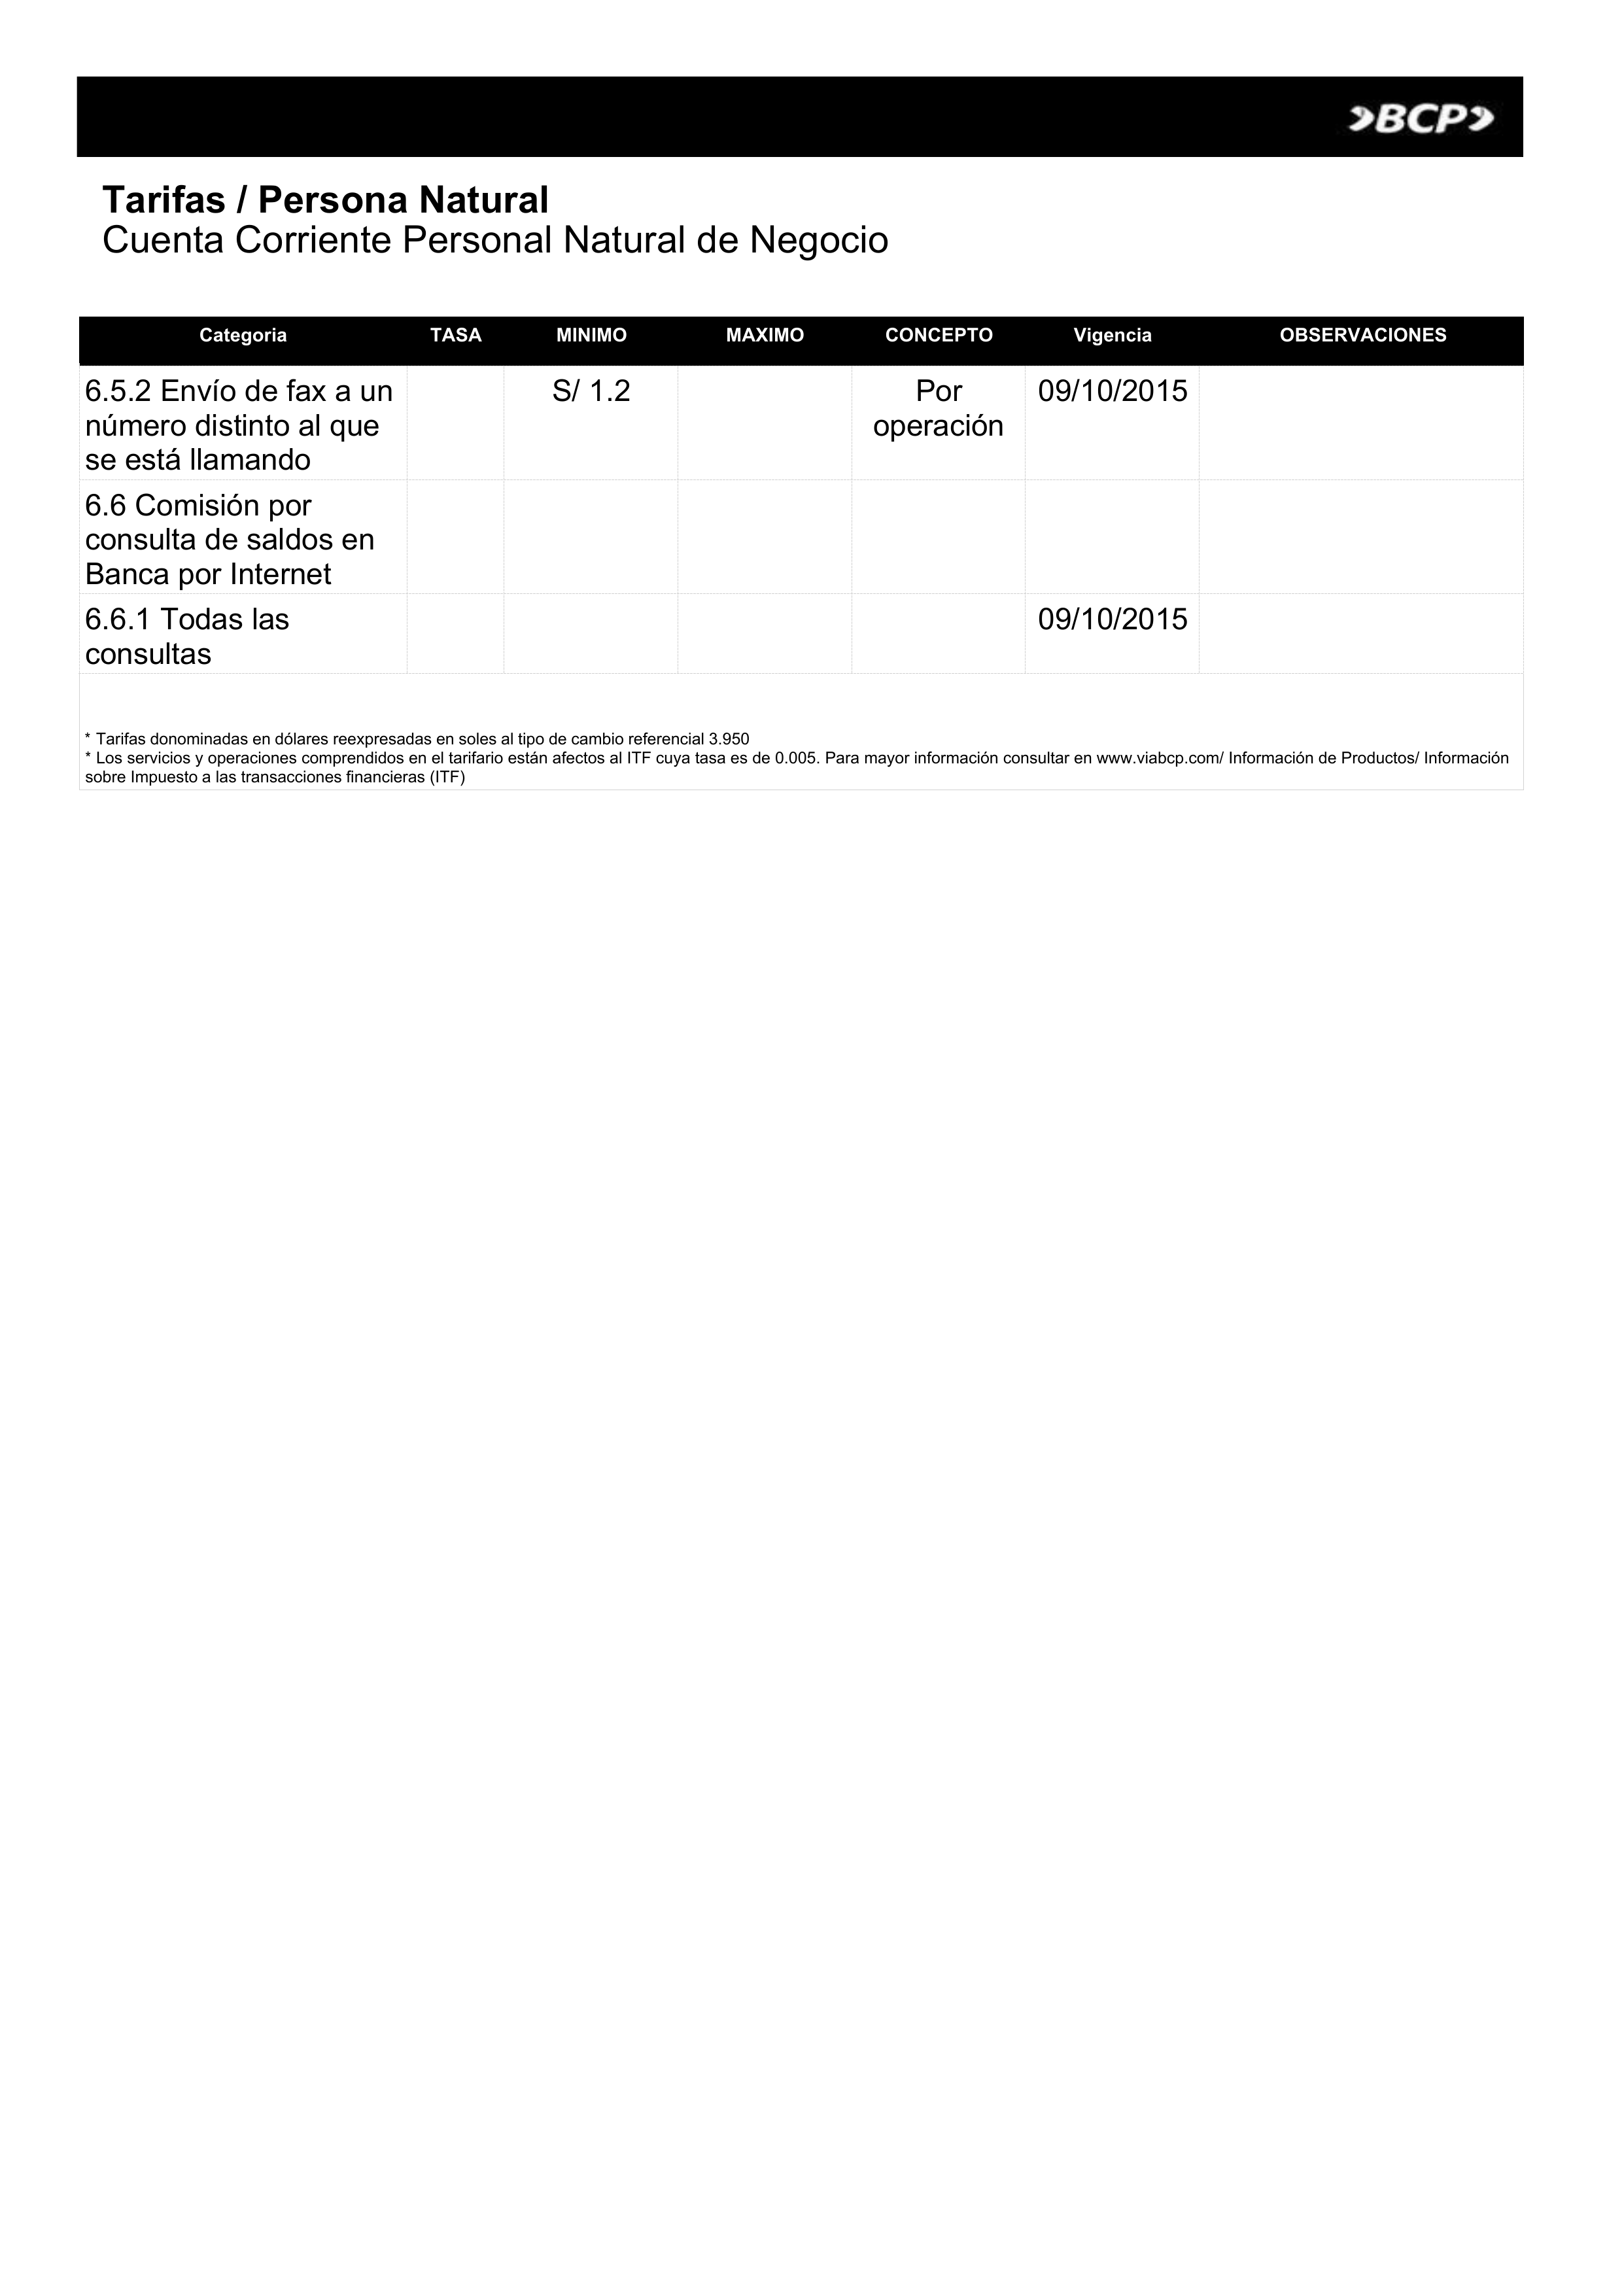 BCP
Tarifas / Persona Natural
Cuenta Corriente Personal Natural de Negocio
Categoria TASA MINIMO MAXIMO CONCEPTO Vigencia OBSERVACIONES
6.5.2 Envío de fax a un S/ 1.2 Por 09/10/2015
número distinto al que operación
se está llamando
6.6 Comisión por
consulta de saldos en
Banca por Internet
6.6.1 Todas las 09/10/2015
consultas
* Tarifas donominadas en dólares reexpresadas en soles al tipo de cambio referencial 3.950
* Los servicios y operaciones comprendidos en el tarifario están afectos al ITF cuya tasa es de 0.005. Para mayor información consultar en www.viabcp.com/ Información de Productos/ Información
sobre Impuesto a las transacciones financieras (ITF)